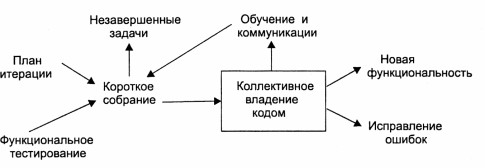 Незавершенные
задачи
Обучение и
коммуникации
План
итерации
Короткое
собрание
Коллективное
владение
кодом
Новая
функциональность
Функциональное
тестирование
Исправление
ошибок